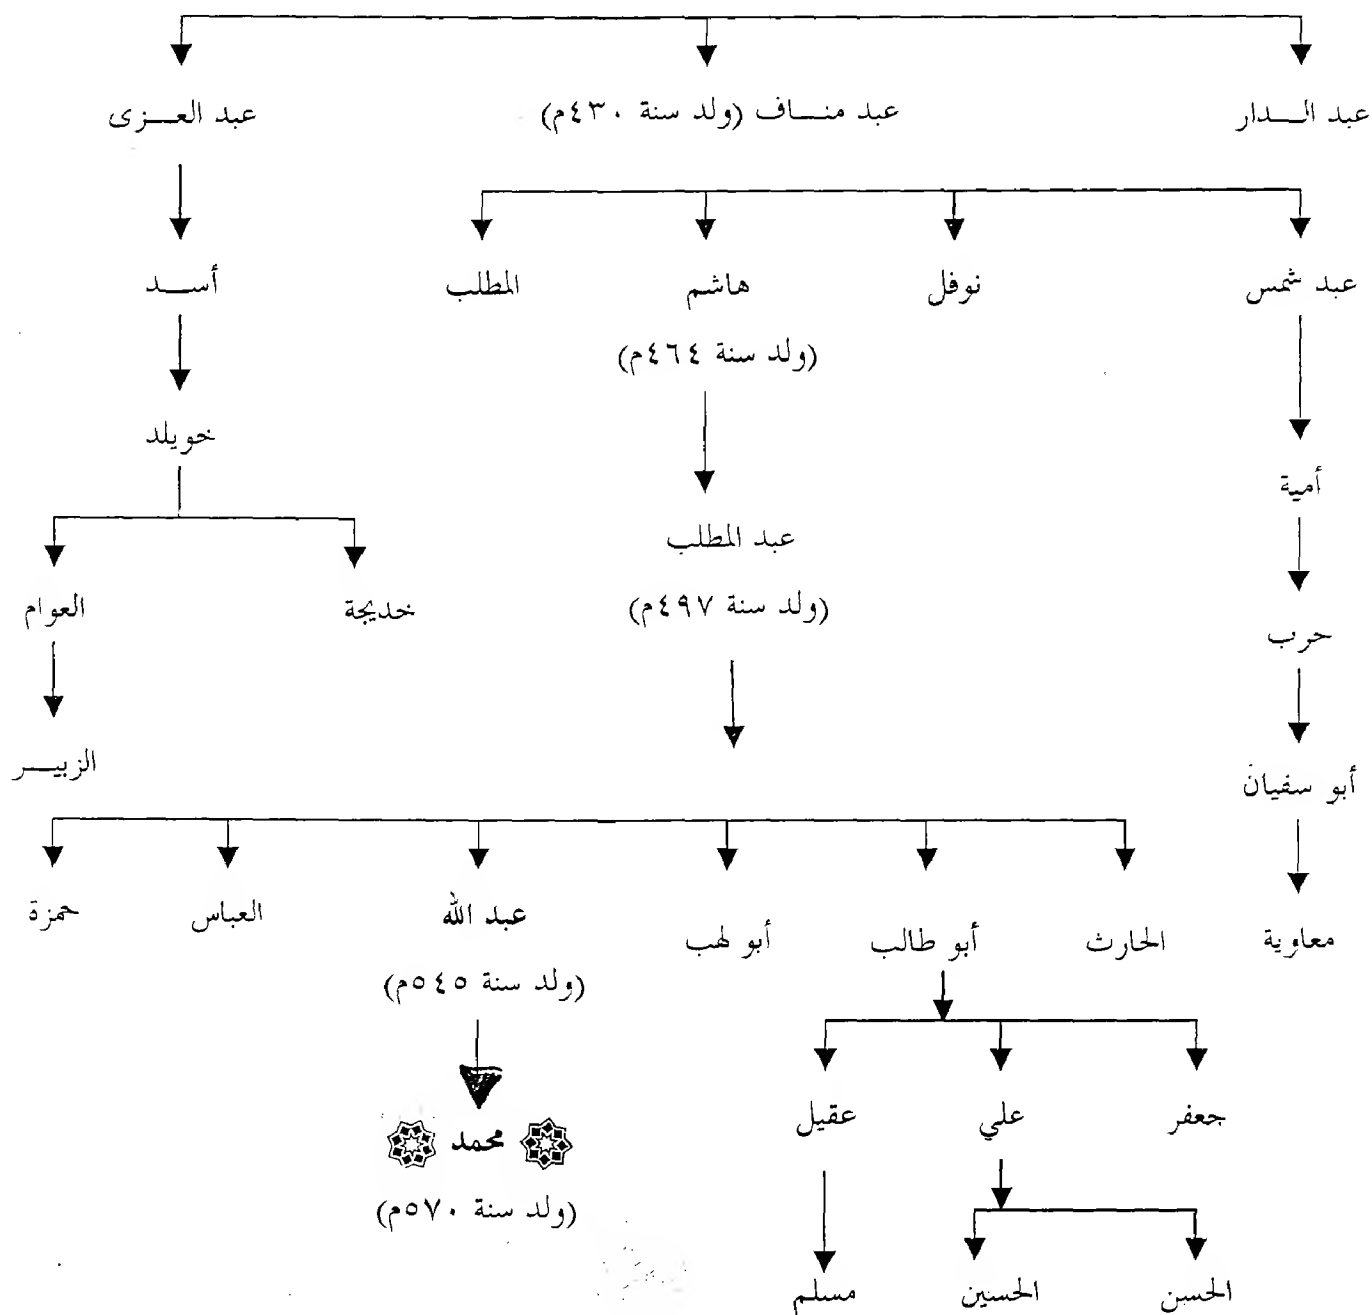 عبد الدار
عبد مناف (ولد سنة ٤٣٠م)
عبد العزى
عبد شمس
نوفل
هاشم
المطلب
أسد
(ولد سنة ٤٦٤م)
خويلد
أمية
عبد المطلب
(ولد سنة ٤٩٧م)
خديجة
العوام
حرب
الزبير
أبو سفيان
معاوية
الحارث
أبو طالب
أبو لهب
عبد الله
العباس
حمزة
(ولد سنة ٥٤٥م)
جعفر
علي
عقيل
محمد
(ولد سنة ٥٧٠م)
الحسن
الحسين
مسلم